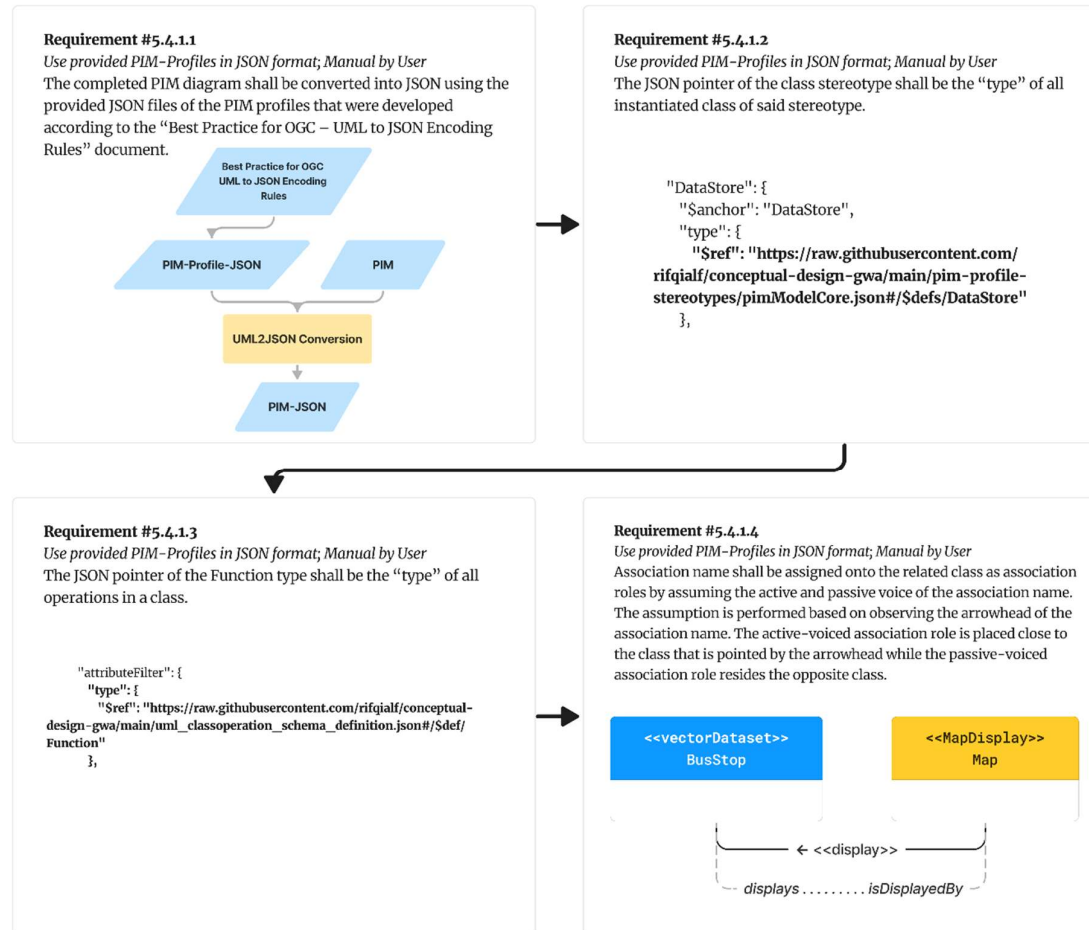 Requirement #5.4.1.1
Use provided PIM-Profiles in JSON format; Manual by User
The completed PIM diagram shall be converted into JSON using the
provided JSON files of the PIM profiles that were developed
according to the “Best Practice for OGC – UML to JSON Encoding
Rules” document.
Best Practice for OGC
UML to JSON Encoding
Rules
PIM-Profile-JSON
PIM
UML2JSON Conversion
PIM-JSON
Requirement #5.4.1.2
Use provided PIM-Profiles in JSON format; Manual by User
The JSON pointer of the class stereotype shall be the “type” of all
instantiated class of said stereotype.
"DataStore": {
"$anchor": "DataStore",
"type": {
"$ref": "https://raw.githubusercontent.com/
rifqialf/conceptual-design-gwa/main/pim-profile-
stereotypes/pimModelCore.json#/$defs/DataStore"
},
Requirement #5.4.1.3
Use provided PIM-Profiles in JSON format; Manual by User
The JSON pointer of the Function type shall be the “type” of all
operations in a class.
"attributeFilter": {
"type": {
"$ref": "https://raw.githubusercontent.com/rifqialf/conceptual-
design-gwa/main/uml_classoperation_schema_definition.json#/$def/
Function"
},
Requirement #5.4.1.4
Use provided PIM-Profiles in JSON format; Manual by User
Association name shall be assigned onto the related class as association
roles by assuming the active and passive voice of the association name.
The assumption is performed based on observing the arrowhead of the
association name. The active-voiced association role is placed close to
the class that is pointed by the arrowhead while the passive-voiced
association role resides the opposite class.
<<vectorDataset>>
BusStop
<<MapDisplay>>
Map
← <<display>>
displays ......... isDisplayedBy